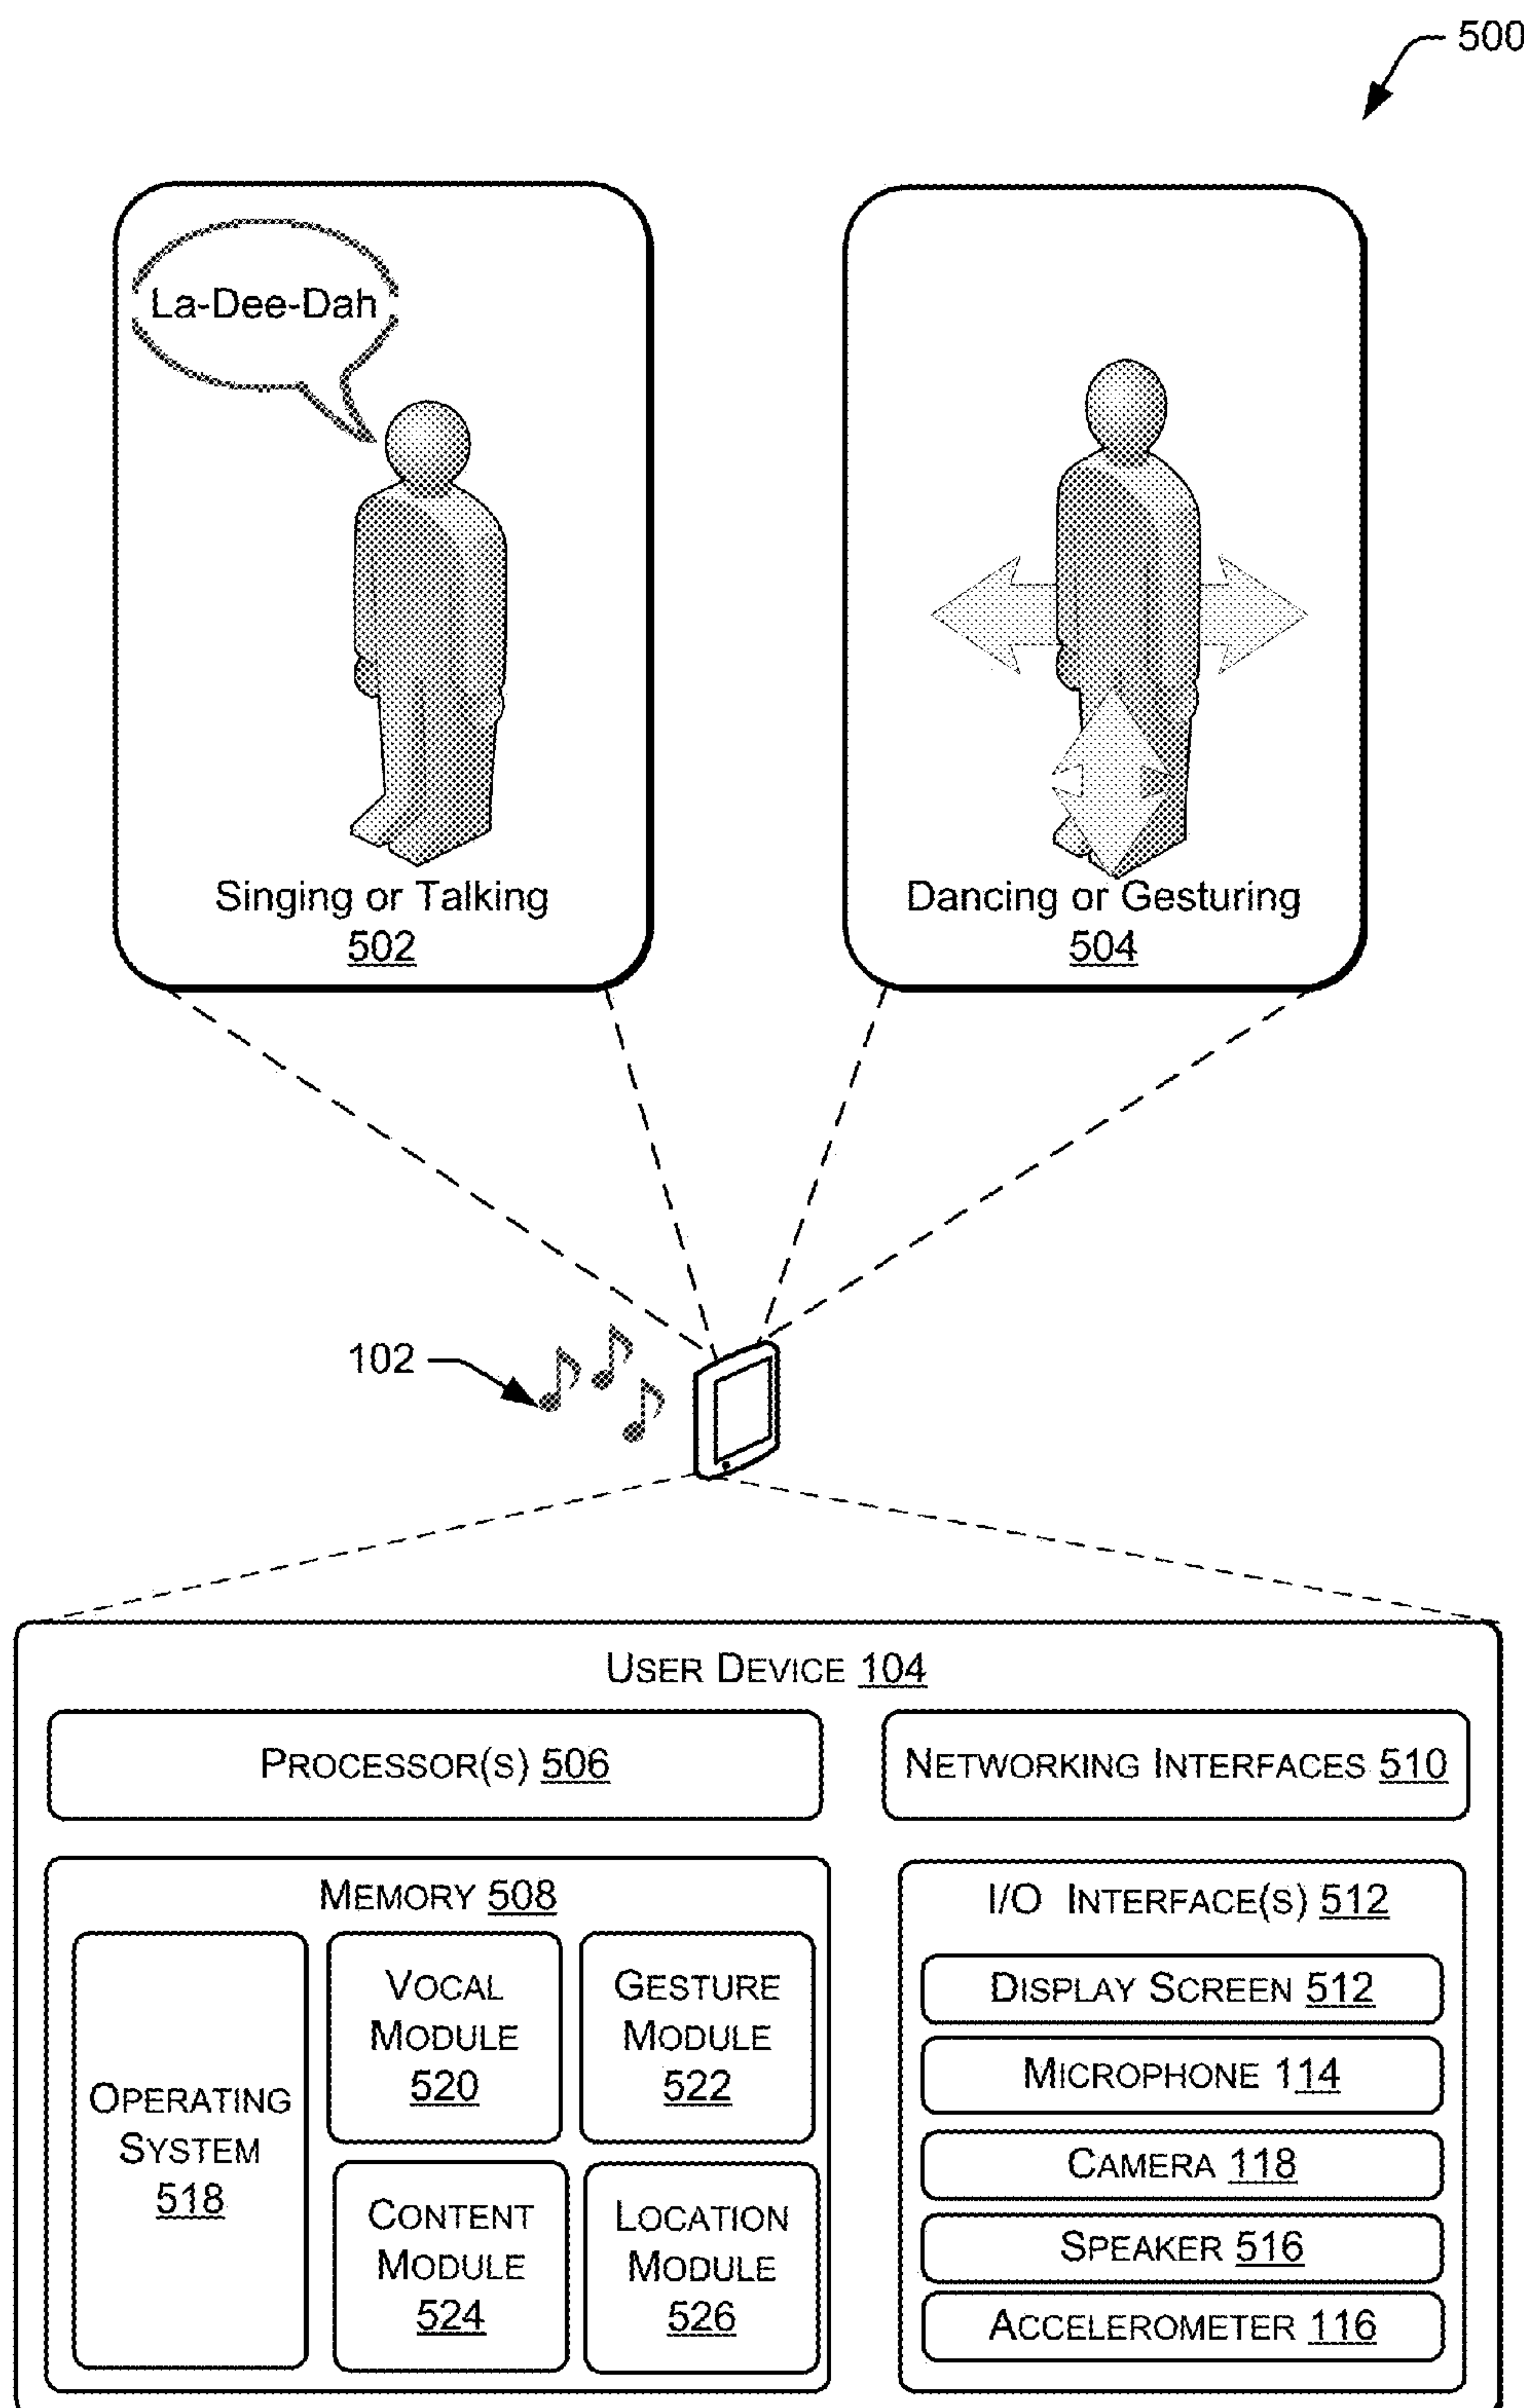 500
La-Dee-Dah
Singing or Talking
502
Dancing or Gesturing
504
102
USER DEVICE 104
PROCESSOR(S) 506
NETWORKING INTERFACES 510
MEMORY 508
OPERATING
SYSTEM
518
VOCAL
MODULE
520
GESTURE
MODULE
522
CONTENT
MODULE
524
LOCATION
MODULE
526
I/O INTERFACE(S) 512
DISPLAY SCREEN 512
MICROPHONE 114
CAMERA 118
SPEAKER 516
ACCELEROMETER 116